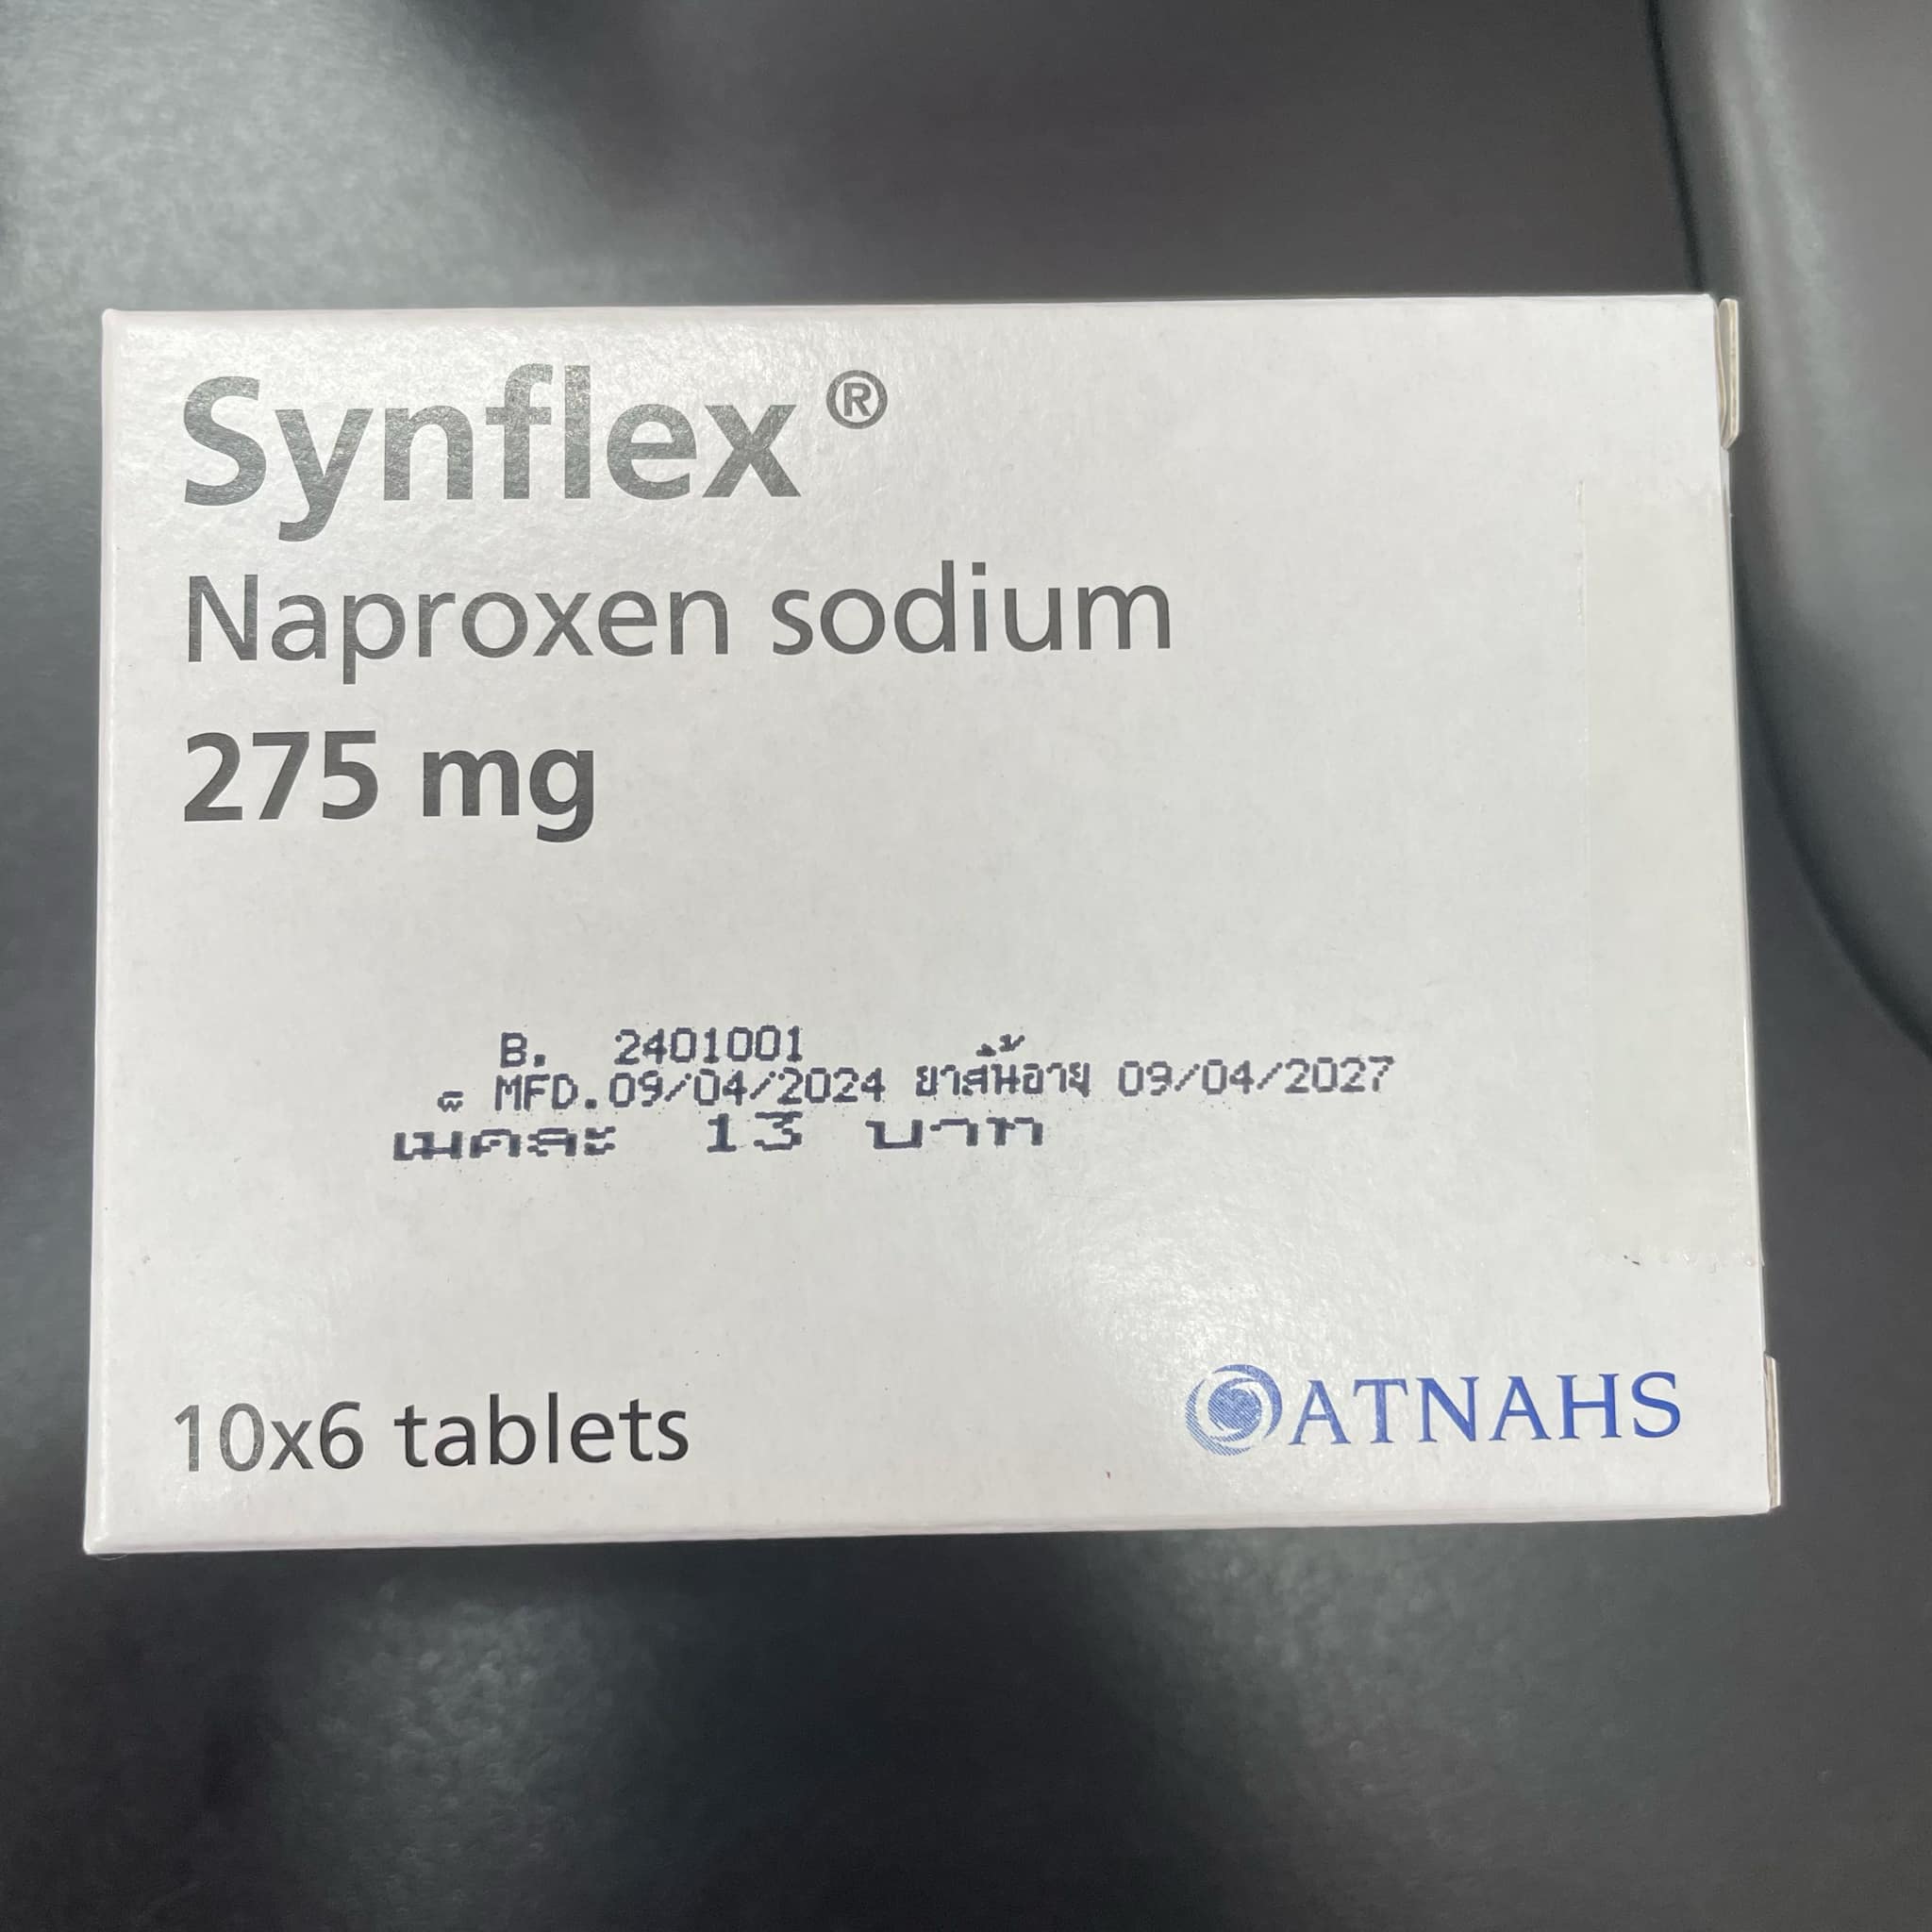 Synflex®
Naproxen sodium
275 mg
B. 2401001
MFD.09/04/2024 ยาสิ้นอายุ 09/04/2027
เม็ดละ 13 บาท
10x6 tablets
ATNAHS